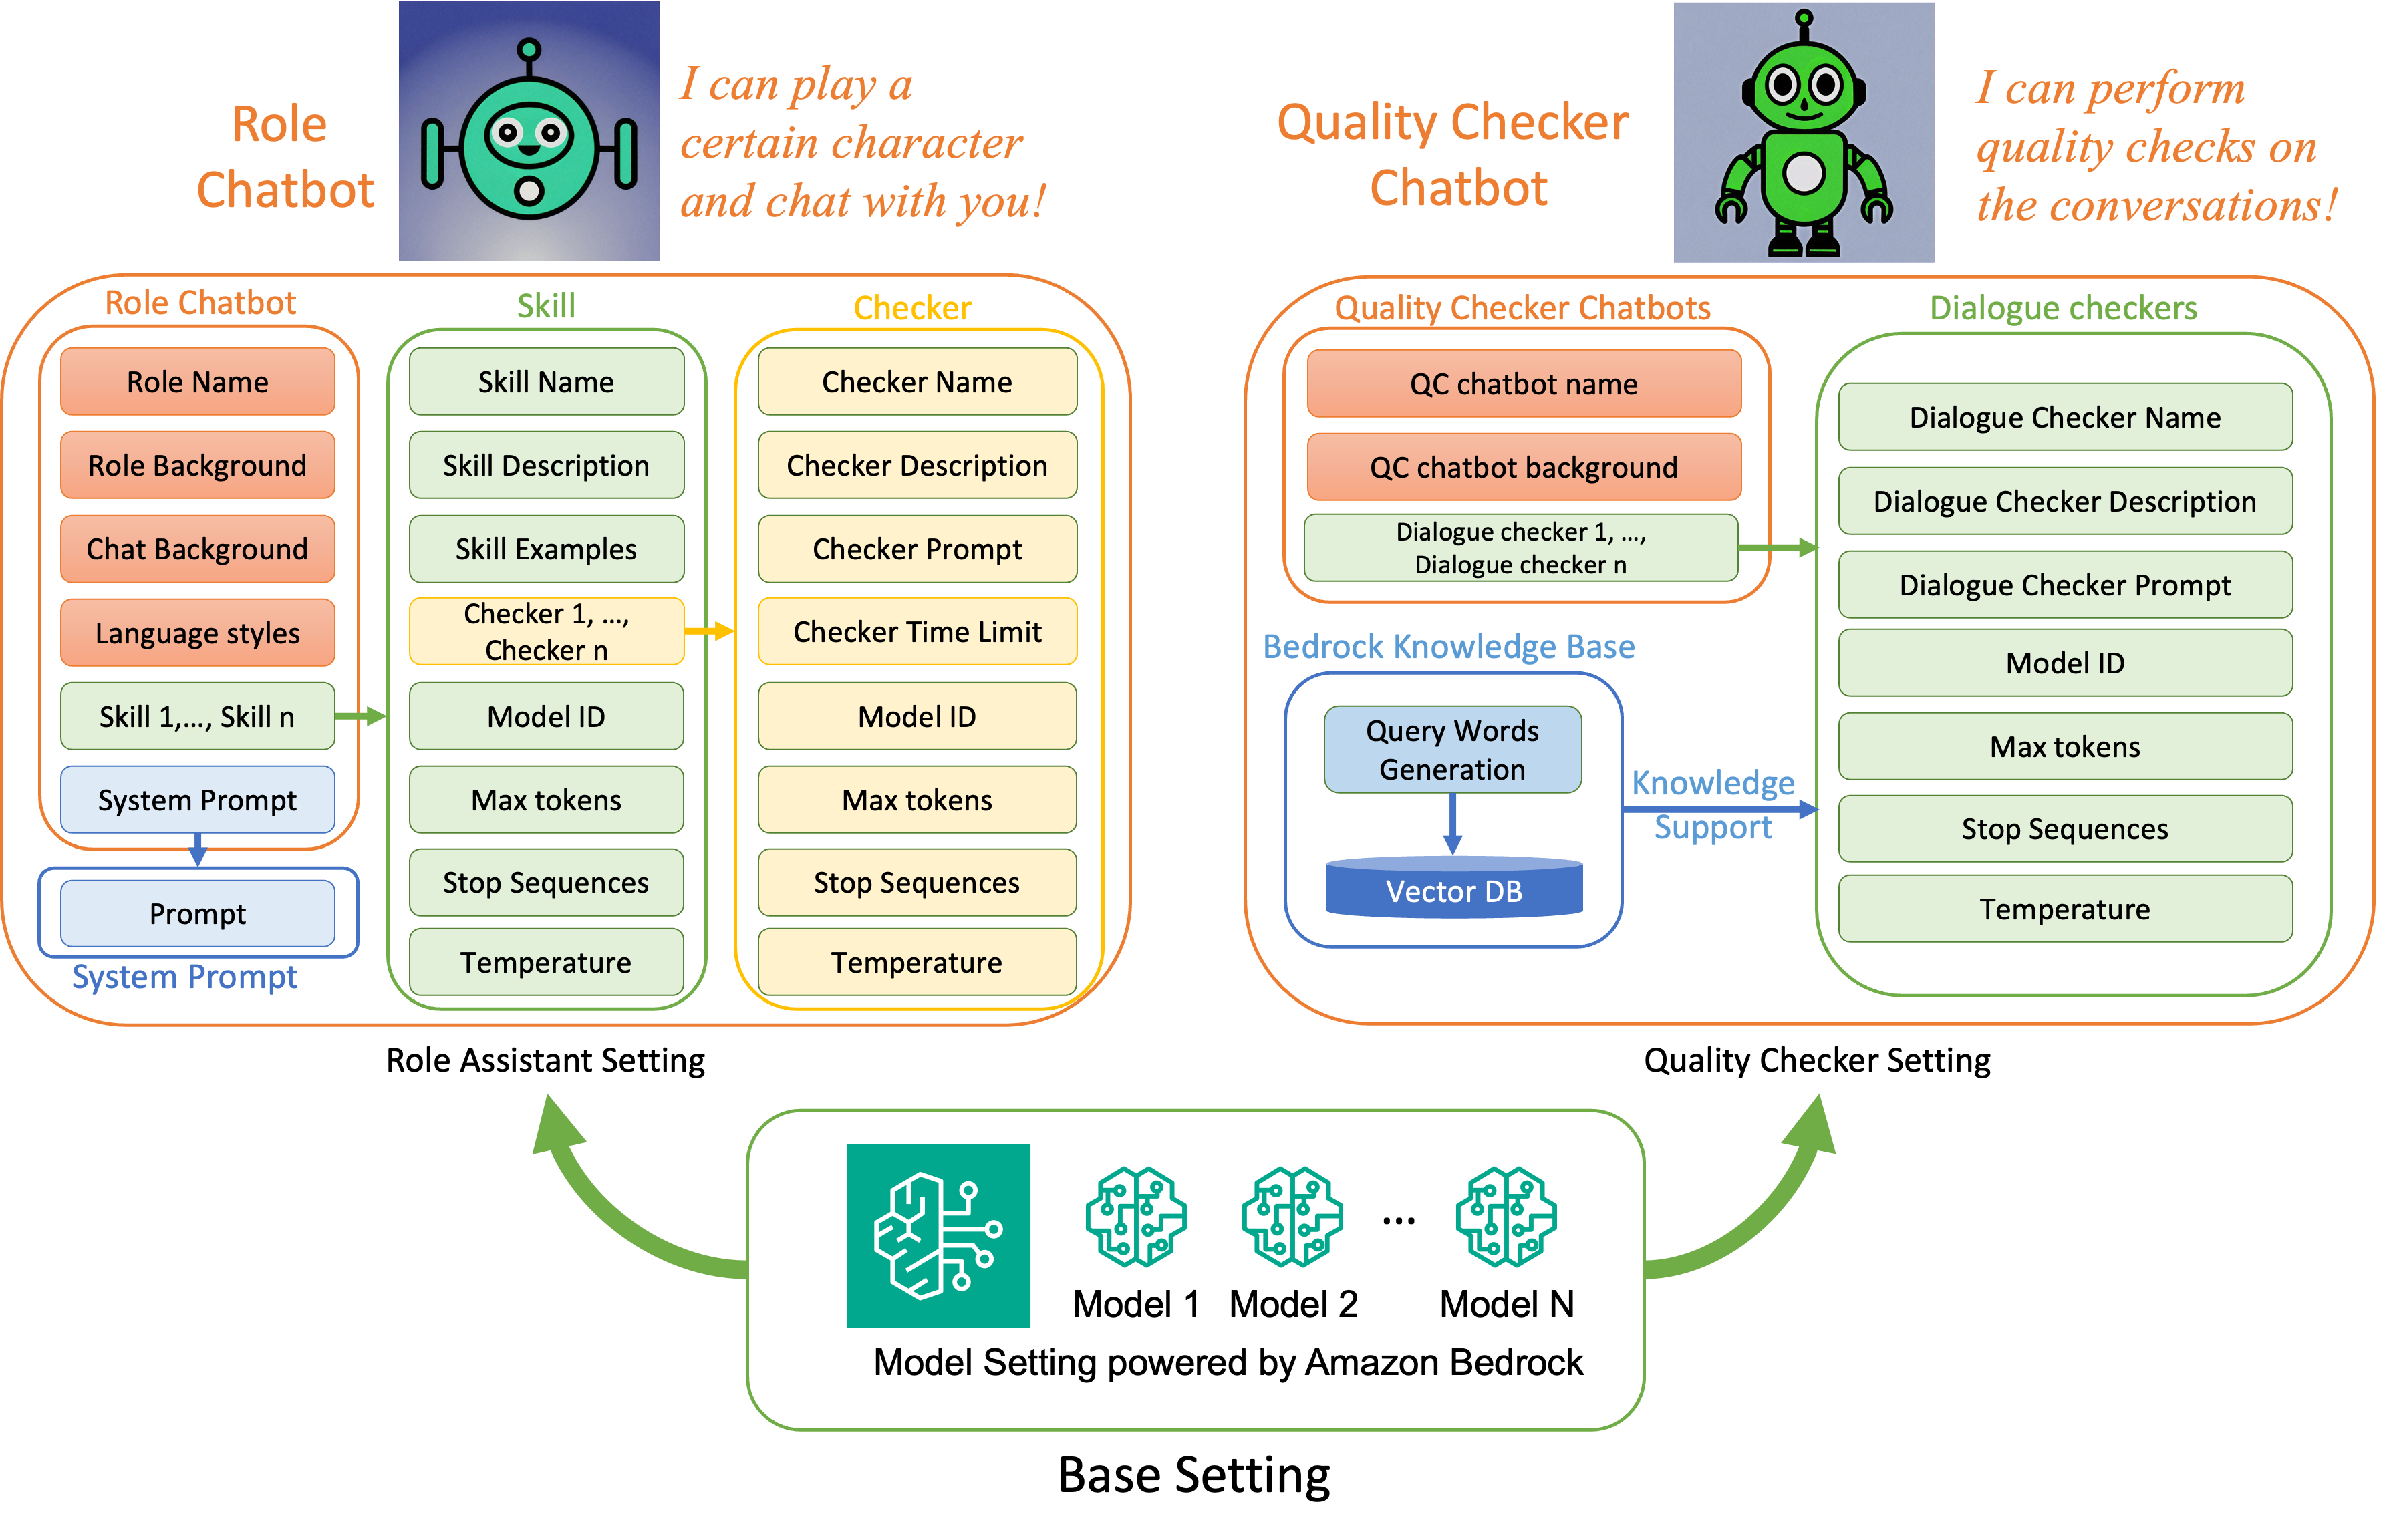 Role
Chatbot
I can play a
certain character
and chat with you!
Quality Checker
Chatbot
I can perform
quality checks on
the conversations!
Role Chatbot
Role Name
Role Background
Chat Background
Language styles
Skill 1,..., Skill n
System Prompt
Prompt
System Prompt
Skill
Skill Name
Skill Description
Skill Examples
Checker 1, ...,
Checker n
Model ID
Max tokens
Stop Sequences
Temperature
Checker
Checker Name
Checker Description
Checker Prompt
Checker Time Limit
Model ID
Max tokens
Stop Sequences
Temperature
Role Assistant Setting
Quality Checker Chatbots
QC chatbot name
QC chatbot background
Dialogue checker 1, ...,
Dialogue checker n
Bedrock Knowledge Base
Query Words
Generation
Vector DB
Knowledge
Support
Dialogue checkers
Dialogue Checker Name
Dialogue Checker Description
Dialogue Checker Prompt
Model ID
Max tokens
Stop Sequences
Temperature
Quality Checker Setting
Model 1
Model 2
...
Model N
Model Setting powered by Amazon Bedrock
Base Setting